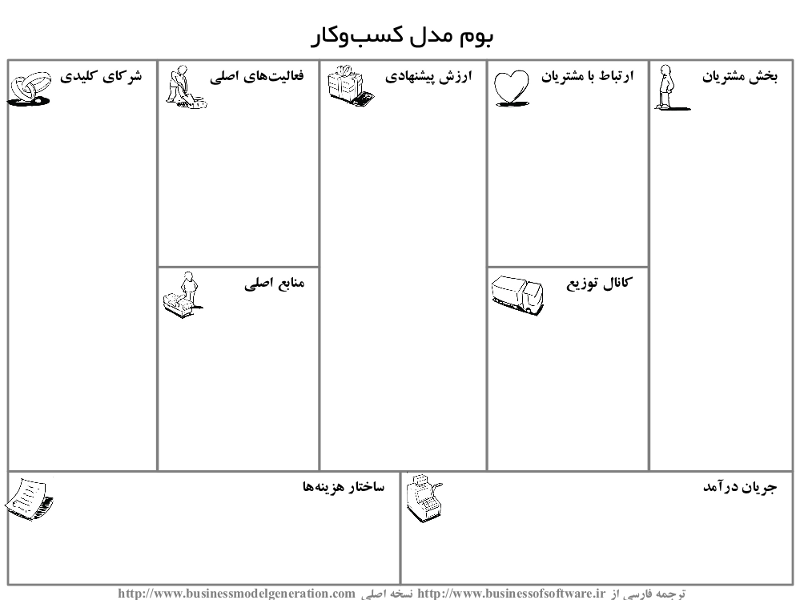 بوم مدل کسب‌وکار
بخش مشتریان
ارتباط با مشتریان
ارزش پیشنهادی
فعالیت‌های اصلی
شرکای کلیدی
کانال توزیع
منابع اصلی
جریان درآمد
ساختار هزینه‌ها
ترجمه فارسی از http://www.businessofsoftware.ir نسخه اصلی http://www.businessmodelgeneration.com